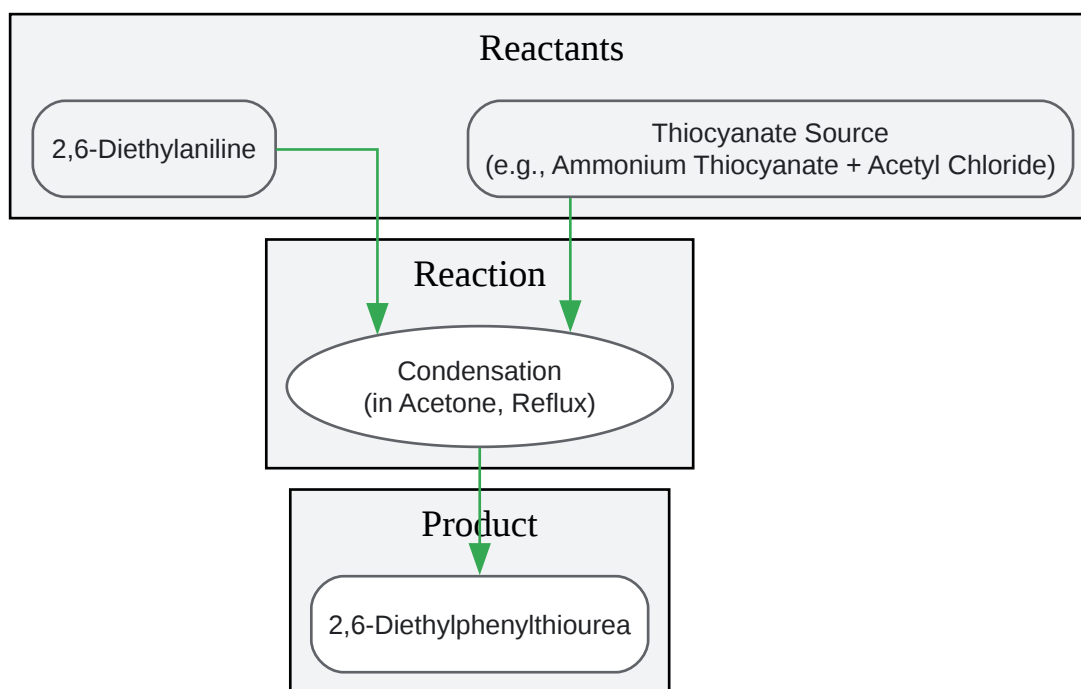 Reactants
2,6-Diethylaniline
Thiocyanate Source
(e.g., Ammonium Thiocyanate + Acetyl Chloride)
Reaction
Condensation
(in Acetone, Reflux)
Product
2,6-Diethylphenylthiourea